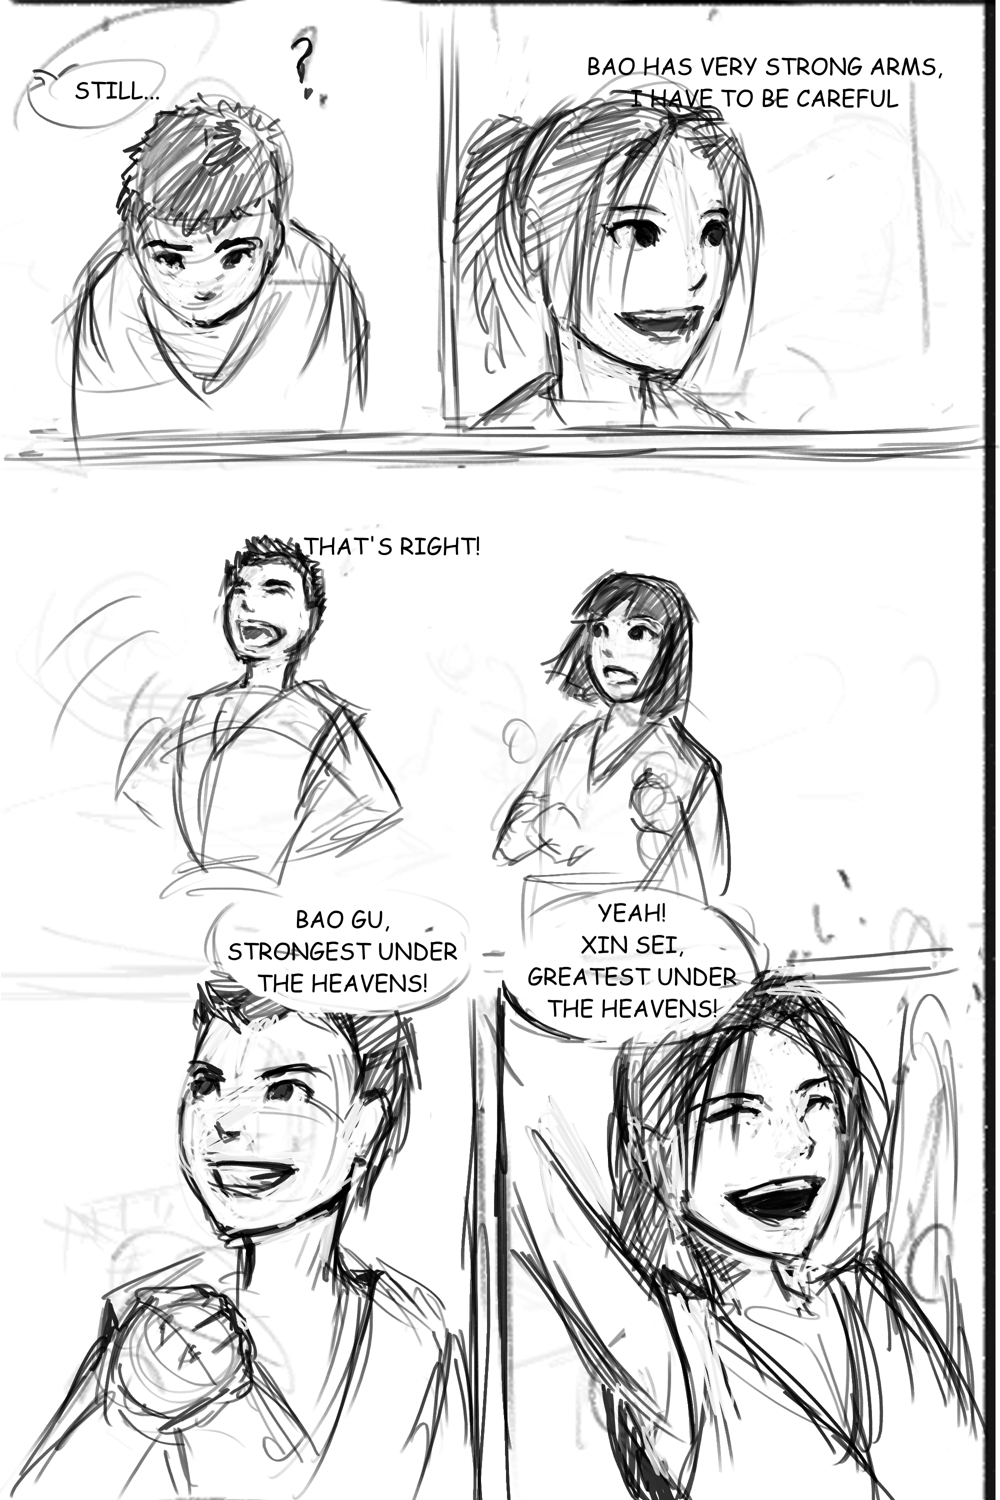 STILL...
?
BAO HAS VERY STRONG ARMS,
I HAVE TO BE CAREFUL
THAT'S RIGHT!
BAO GU,
STRONGEST UNDER
THE HEAVENS!
YEAH!
XIN SEI,
GREATEST UNDER
THE HEAVENS!